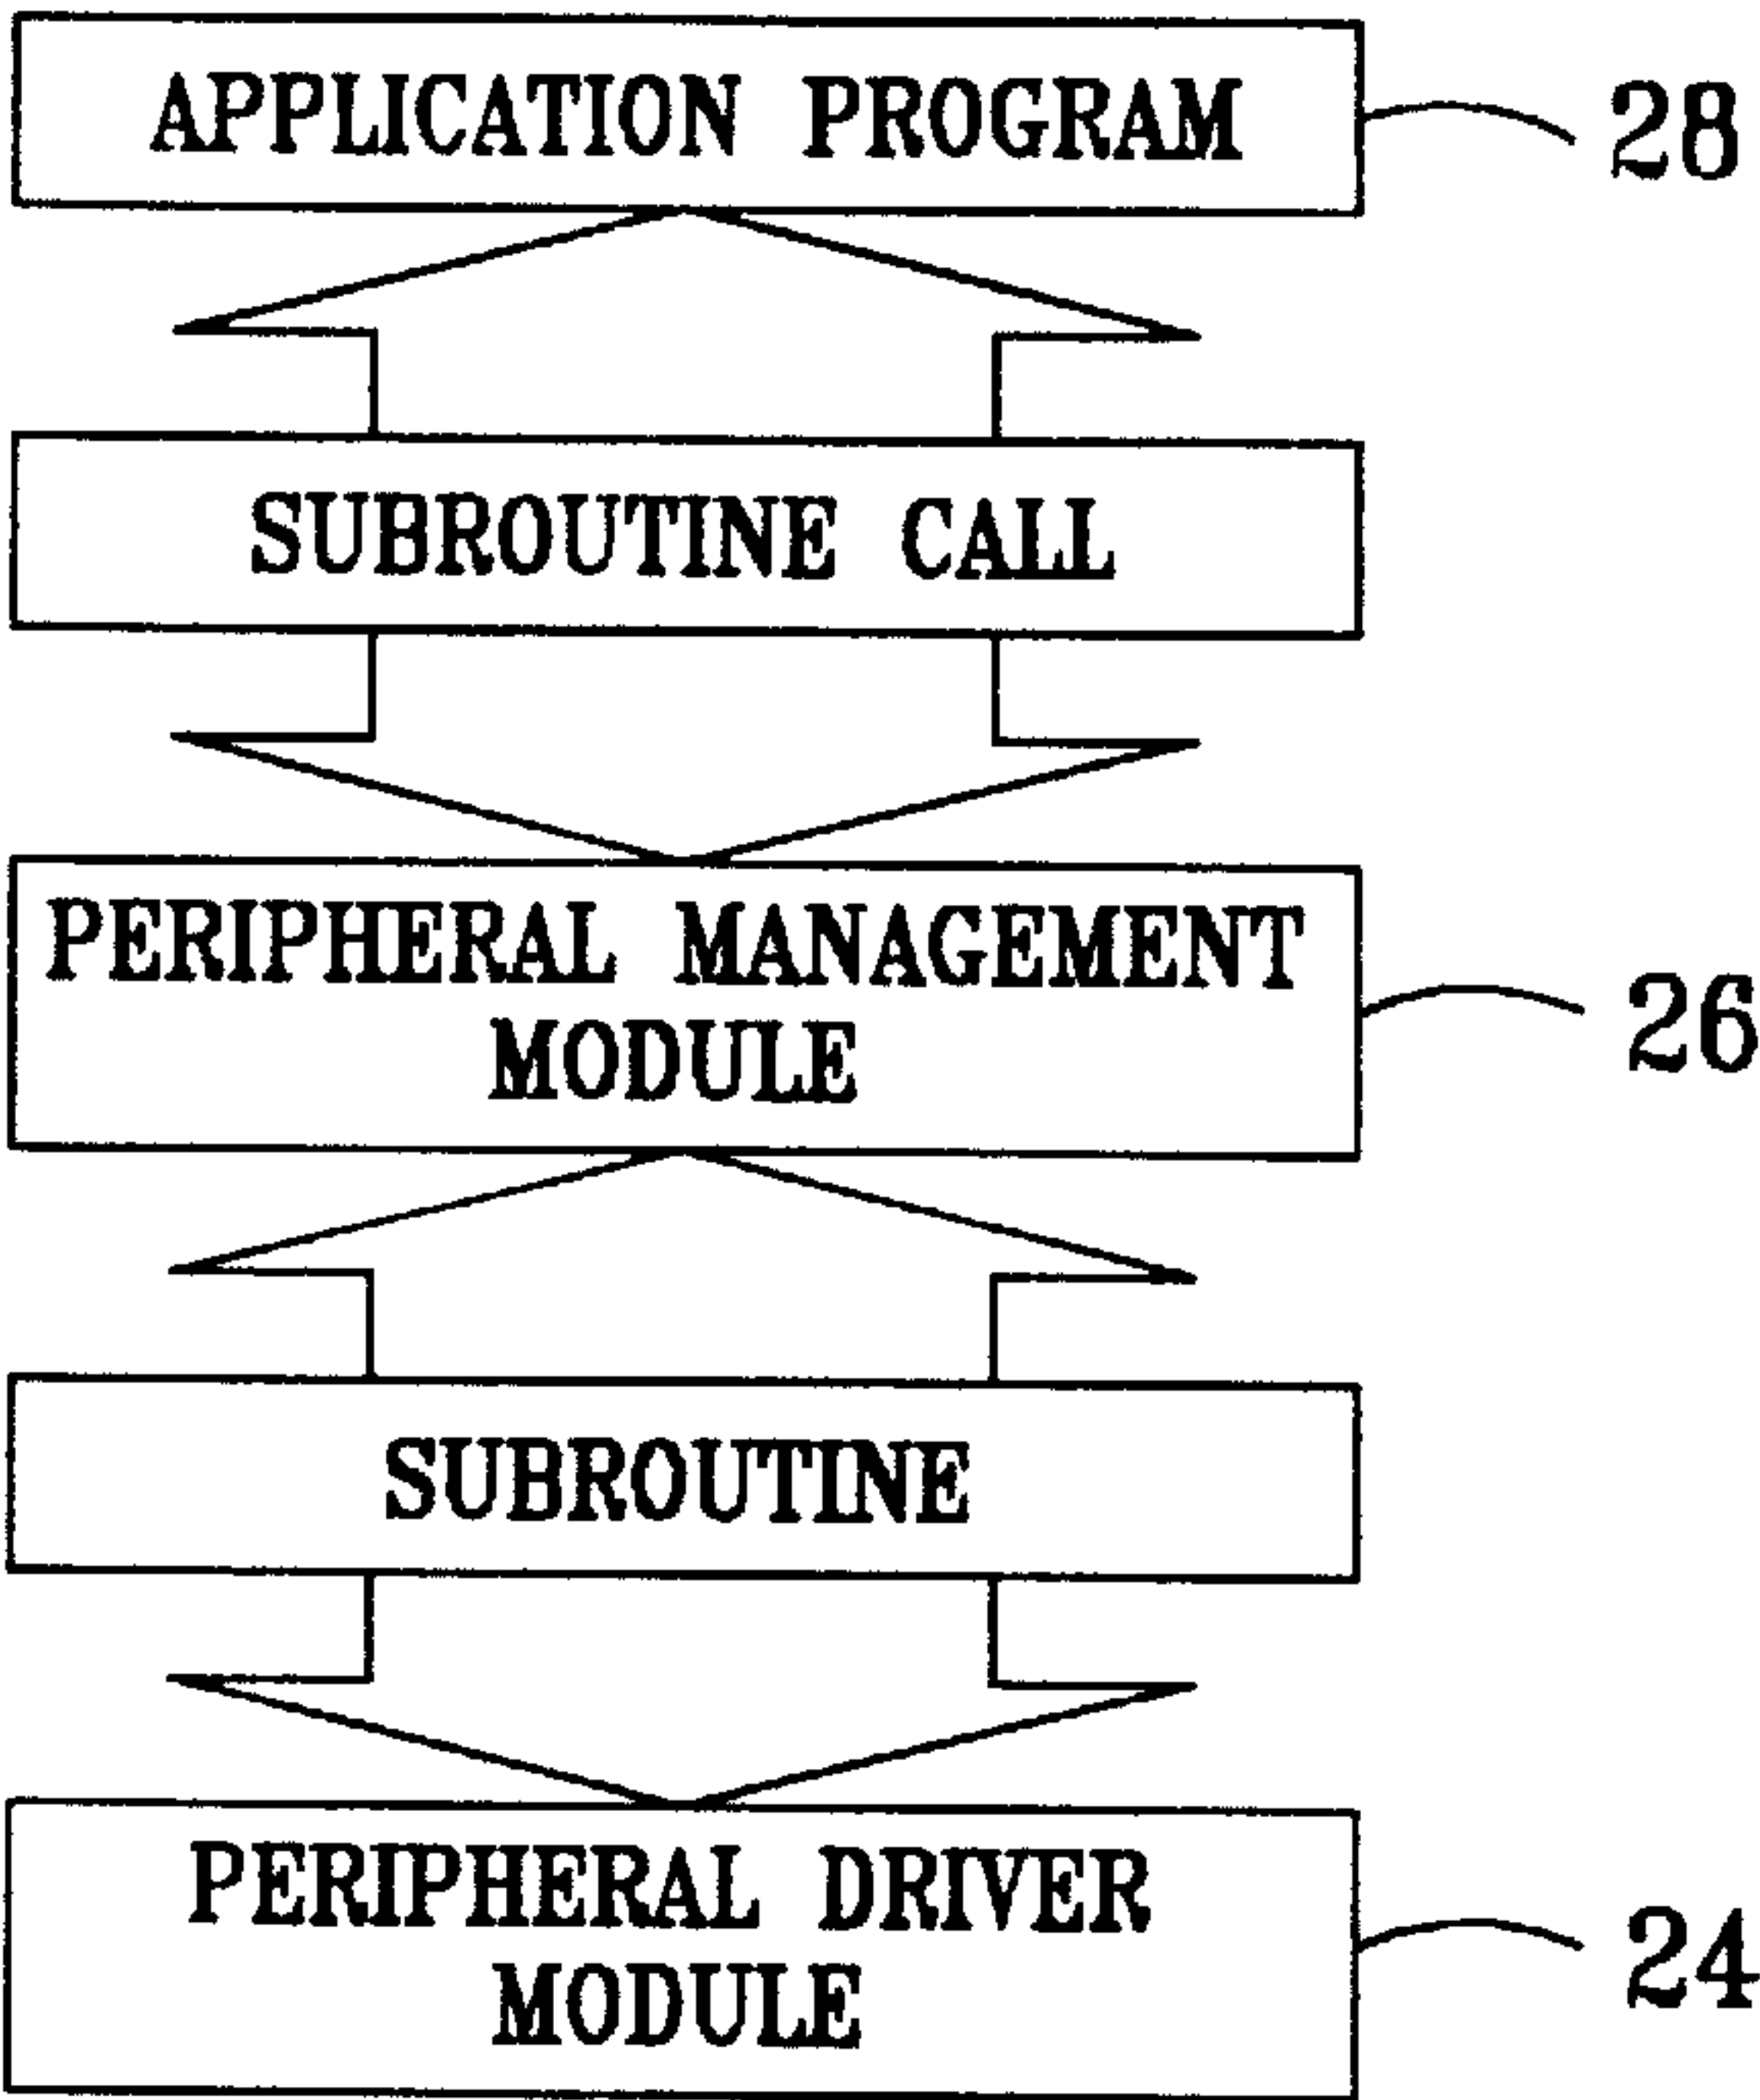 APPLICATION PROGRAM
28
SUBROUTINE CALL
PERIPHERAL MANAGEMENT
MODULE
26
SUBROUTINE
PERIPHERAL DRIVER
MODULE
24